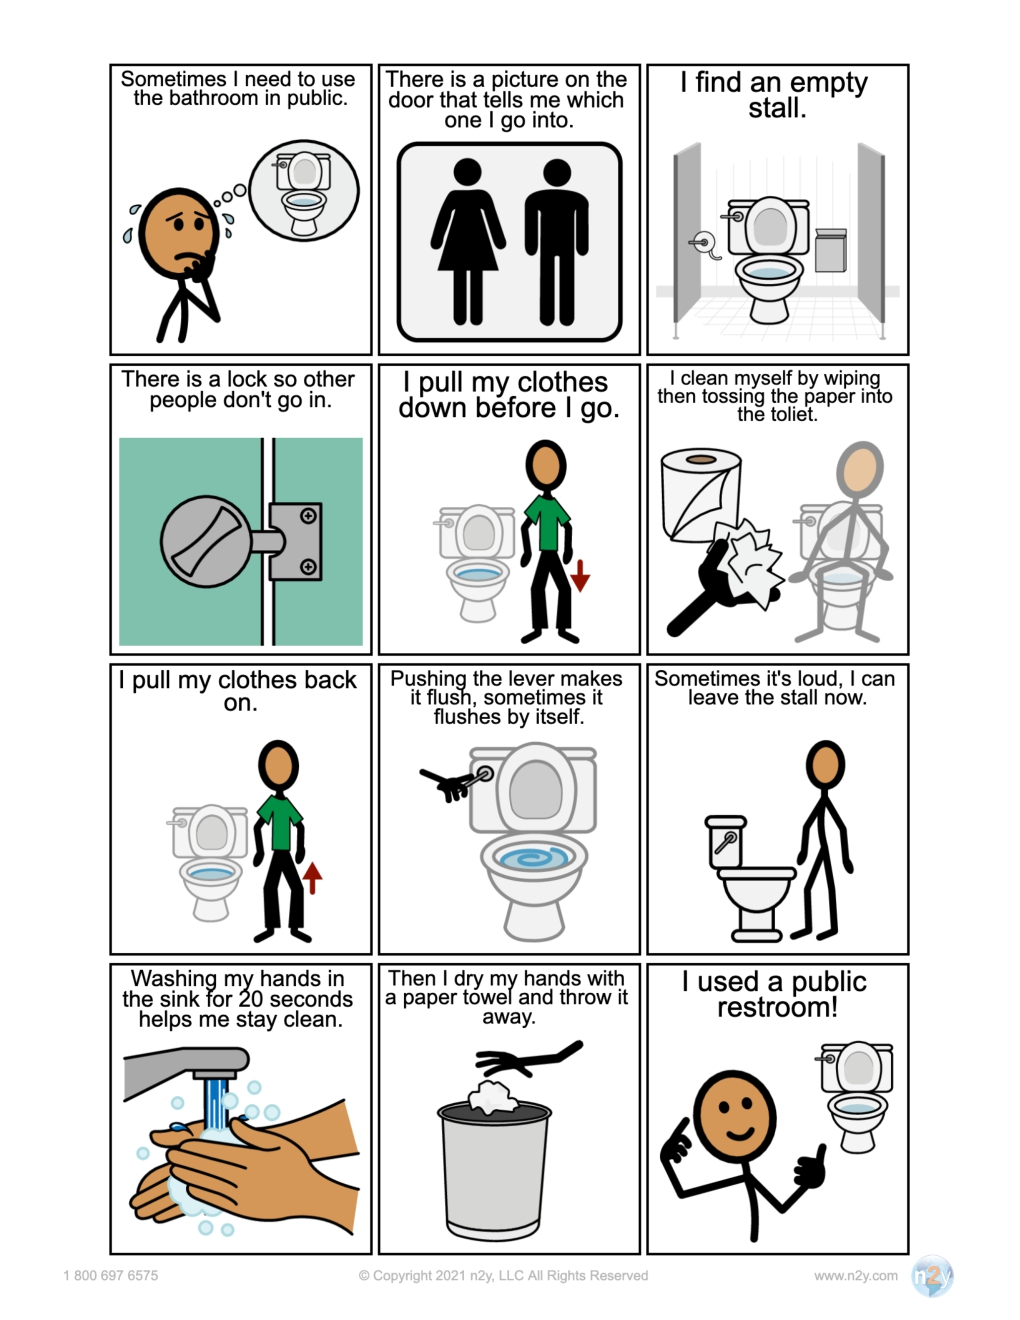 Sometimes I need to use
the bathroom in public.
There is a picture on the
door that tells me which
one I go into.
I find an empty
stall.
There is a lock so other
people don't go in.
I pull my clothes
down before I go.
I clean myself by wiping
then tossing the paper into
the toliet.
I pull my clothes back
on.
Pushing the lever makes
it flush, sometimes it
flushes by itself.
Sometimes it's loud, I can
leave the stall now.
Washing my hands in
the sink for 20 seconds
helps me stay clean.
Then I dry my hands with
a paper towel and throw it
away.
I used a public
restroom!
1 800 697 6575
© Copyright 2021 n2y, LLC All Rights Reserved
www.n2y.com
n2y